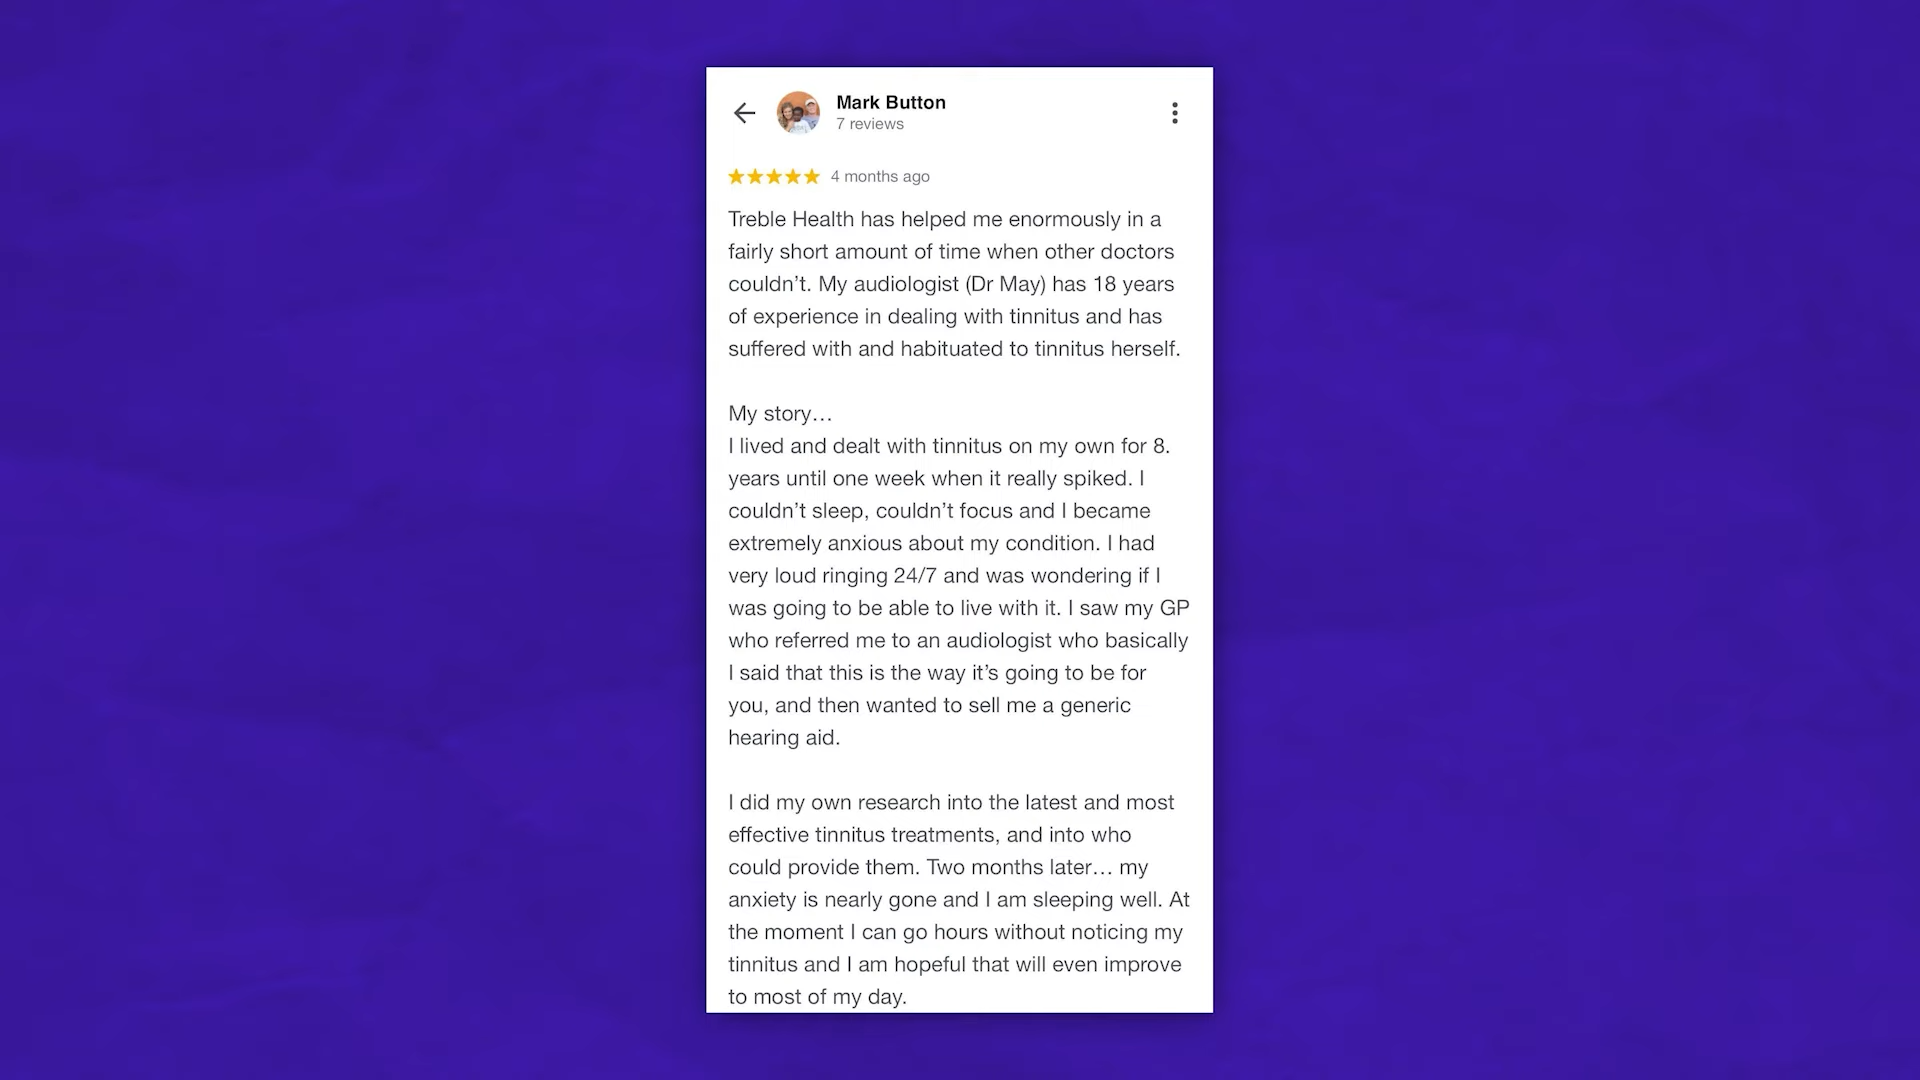 Mark Button
7 reviews
4 months ago
Treble Health has helped me enormously in a
fairly short amount of time when other doctors
couldn’t. My audiologist (Dr May) has 18 years
of experience in dealing with tinnitus and has
suffered with and habituated to tinnitus herself.
My story…
I lived and dealt with tinnitus on my own for 8.
years until one week when it really spiked. I
couldn’t sleep, couldn’t focus and I became
extremely anxious about my condition. I had
very loud ringing 24/7 and was wondering if I
was going to be able to live with it. I saw my GP
who referred me to an audiologist who basically
I said that this is the way it’s going to be for
you, and then wanted to sell me a generic
hearing aid.
I did my own research into the latest and most
effective tinnitus treatments, and into who
could provide them. Two months later… my
anxiety is nearly gone and I am sleeping well. At
the moment I can go hours without noticing my
tinnitus and I am hopeful that will even improve
to most of my day.